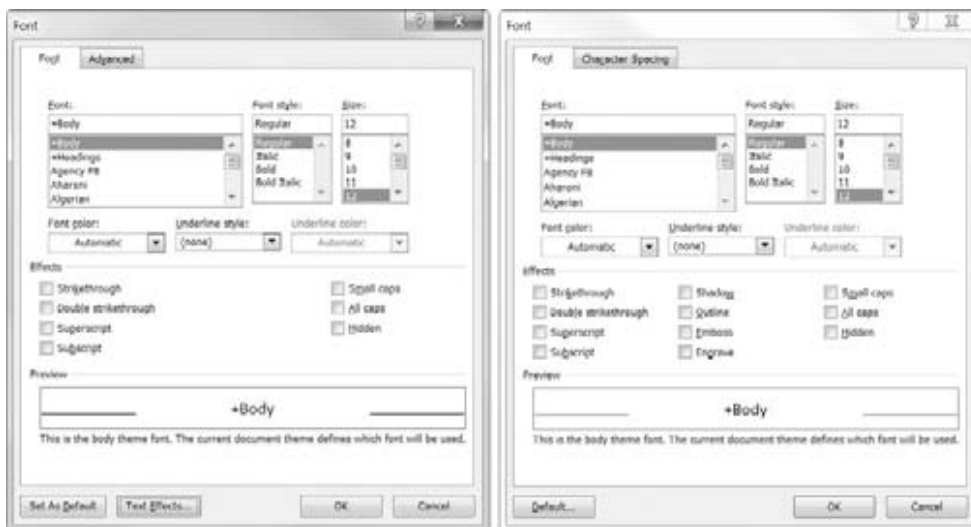 Font
Font Advanced
Font: Font style: Size:
+Body Regular 12
+Body Regular 8
+Headings Italic 9
Agency FB Bold 10
Aharoni Bold Italic 11
Algerian 12
Font color: Underline style: Underline color:
Automatic (none) Automatic
Effects
Strikethrough Small caps
Double strikethrough All caps
Superscript Hidden
Subscript
Preview
+Body
This is the body theme font. The current document theme defines which font will be used.
Set As Default Text Effects... OK Cancel
Font
Font Character Spacing
Font: Font style: Size:
+Body Regular 12
+Body Regular 8
+Headings Italic 9
Agency FB Bold 10
Aharoni Bold Italic 11
Algerian 12
Font color: Underline style: Underline color:
Automatic (none) Automatic
Effects
Strikethrough Shadow Small caps
Double strikethrough Outline All caps
Superscript Emboss Hidden
Subscript Engrave
Preview
+Body
This is the body theme font. The current document theme defines which font will be used.
Default... OK Cancel